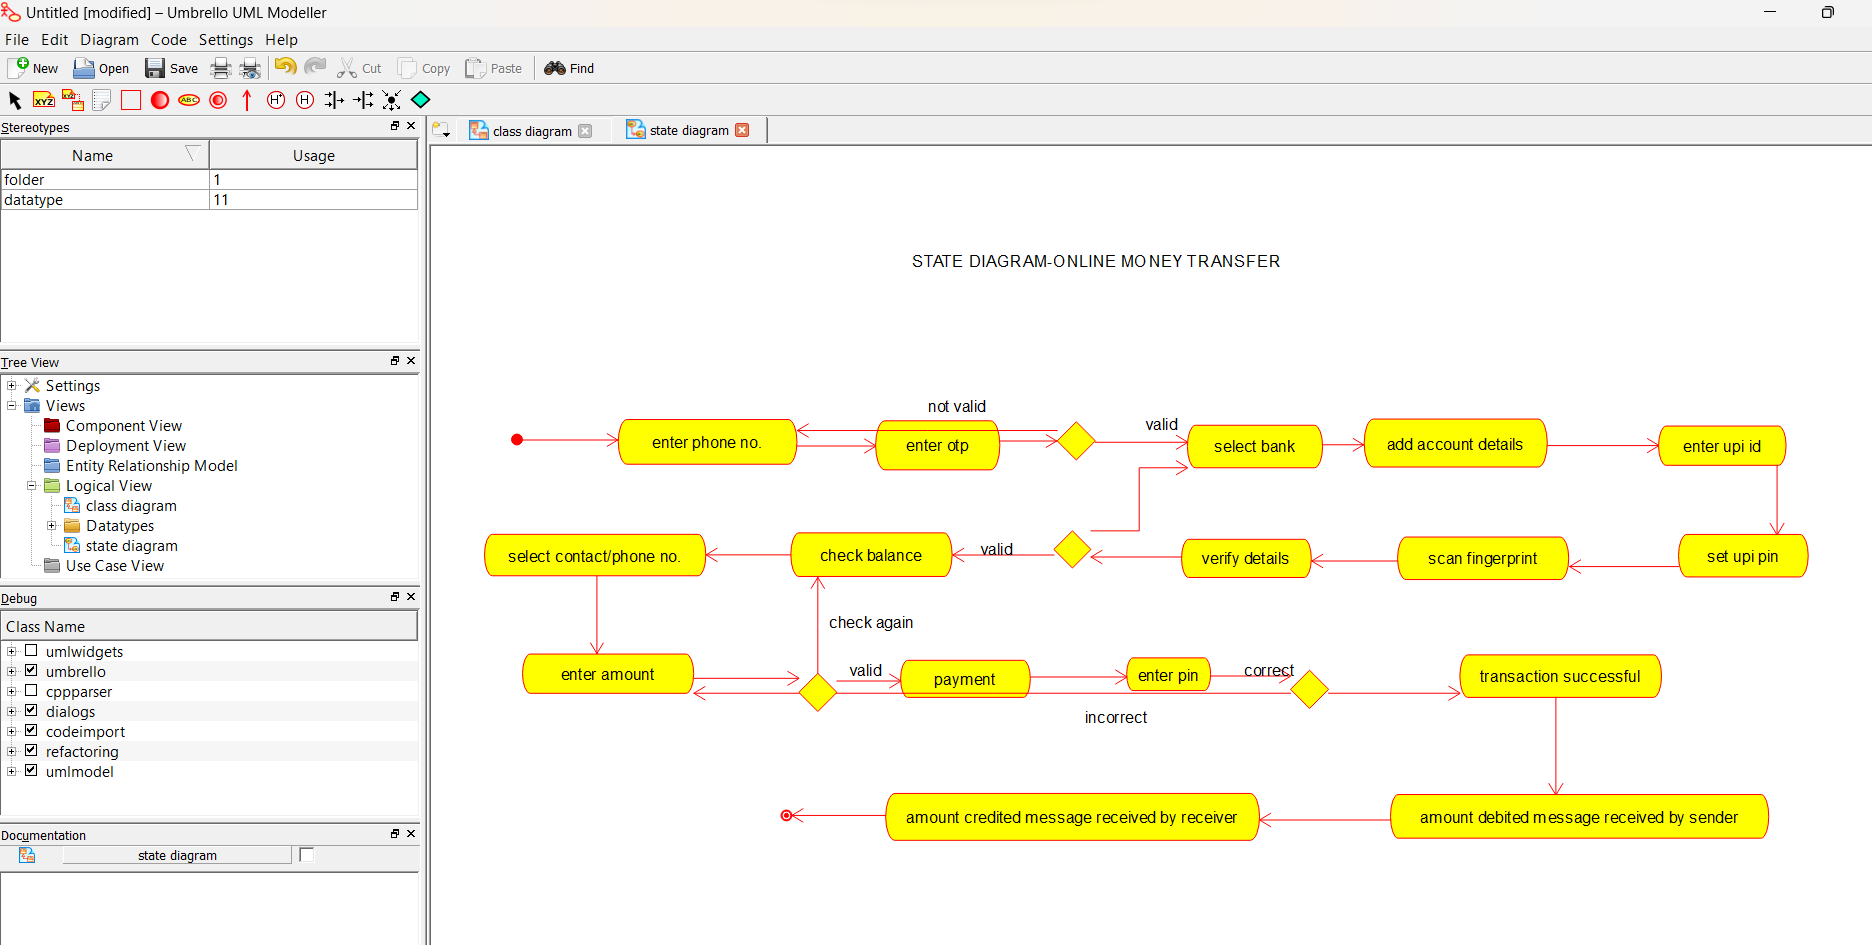 Untitled [modified] – Umbrello UML Modeller
File Edit Diagram Code Settings Help
New Open Save Cut Copy Paste Find
XYZ XYZ ABC H* H
Stereotypes
Name Usage
folder 1
datatype 11
Tree View
Settings
Views
Component View
Deployment View
Entity Relationship Model
Logical View
class diagram
Datatypes
state diagram
Use Case View
Debug
Class Name
umlwidgets
umbrello
cppparser
dialogs
codeimport
refactoring
umlmodel
Documentation
state diagram
class diagram state diagram
STATE DIAGRAM-ONLINE MONEY TRANSFER
not valid
valid
enter phone no. enter otp select bank add account details enter upi id
select contact/phone no. check balance valid verify details scan fingerprint set upi pin
check again
enter amount valid payment enter pin correct transaction successful
incorrect
amount credited message received by receiver amount debited message received by sender